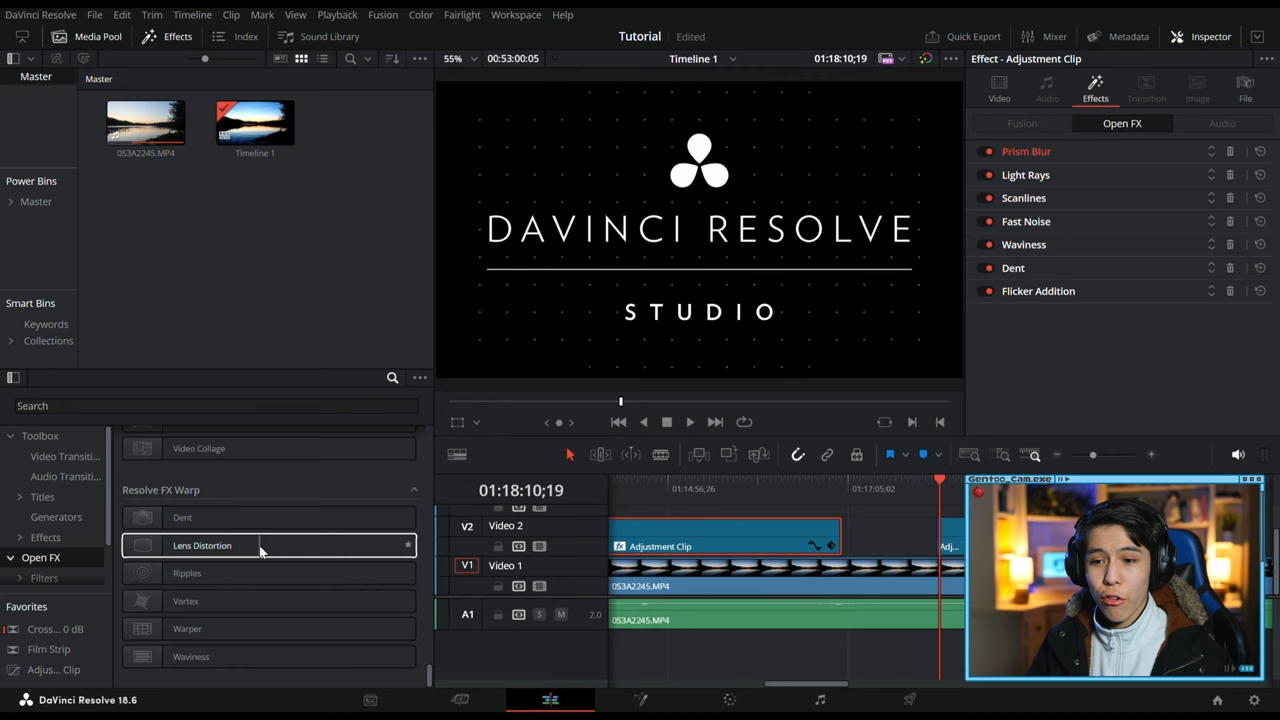 DaVinci Resolve File Edit Trim Timeline Clip Mark View Playback Fusion Color Fairlight Workspace Help
Media Pool Effects Index Sound Library Tutorial Edited Quick Export Mixer Metadata Inspector
55% 00:53:00:05 Timeline 1 01:18:10;19 Effect - Adjustment Clip
Master Master
0S3A2245.MP4 Timeline 1
Power Bins
Master
Smart Bins
Keywords
Collections
DAVINCI RESOLVE
STUDIO
Video Audio Effects Transition Image File
Fusion Open FX Audio
Prism Blur
Light Rays
Scanlines
Fast Noise
Waviness
Dent
Flicker Addition
Search
Toolbox
Video Transiti...
Audio Transiti...
Titles
Generators
Effects
Open FX
Filters
Favorites
Cross... 0 dB
Film Strip
Adjus... Clip
Video Collage
Resolve FX Warp
Dent
Lens Distortion
Ripples
Vortex
Warper
Waviness
01:18:10;19 01:14:56;26 01:17:05;02
V2 Video 2
Adjustment Clip Adj...
V1 Video 1
0S3A2245.MP4
A1 S M 2.0
0S3A2245.MP4
Gentoo_Cam.exe
DaVinci Resolve 18.6